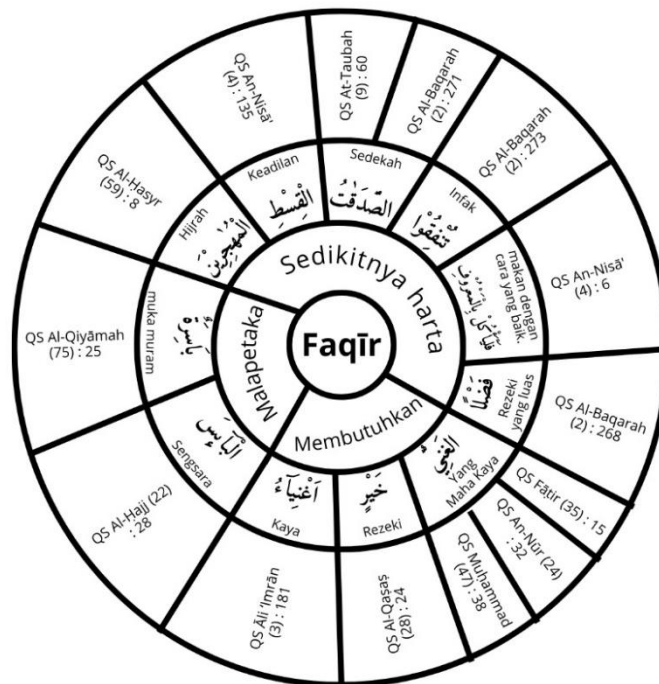 Faqīr
Sedikitnya harta
Membutuhkan
Malapetaka
Hijrah
الْمُهٰجِرِيْنَ
Keadilan
الْقِسْطِ
Sedekah
الصَّدَقٰتُ
Infak
تُنْفِقُوْا
makan dengan
cara yang baik.
فَلْيَأْكُلْ بِالْمَعْرُوْفِ
Rezeki
yang luas
فَضْلًا
Yang
Maha Kaya
الْغَنِيُّ
Rezeki
خَيْرٍ
Kaya
اَغْنِيَاۤءُ
Sengsara
الْبَاۤىِٕسَ
muka muram
بَاسِرَةٌ
QS Al-Ḥasyr
(59) : 8
QS An-Nisā'
(4) : 135
QS At-Taubah
(9) : 60
QS Al-Baqarah
(2) : 271
QS Al-Baqarah
(2) : 273
QS An-Nisā'
(4) : 6
QS Al-Baqarah
(2) : 268
QS Fāṭir (35) : 15
QS An-Nūr (24)
: 32
QS Muhammad
(47) : 38
QS Al-Qaṣaṣ
(28) : 24
QS Āli 'Imrān
(3) : 181
QS Al-Ḥajj (22)
: 28
QS Al-Qiyāmah
(75) : 25